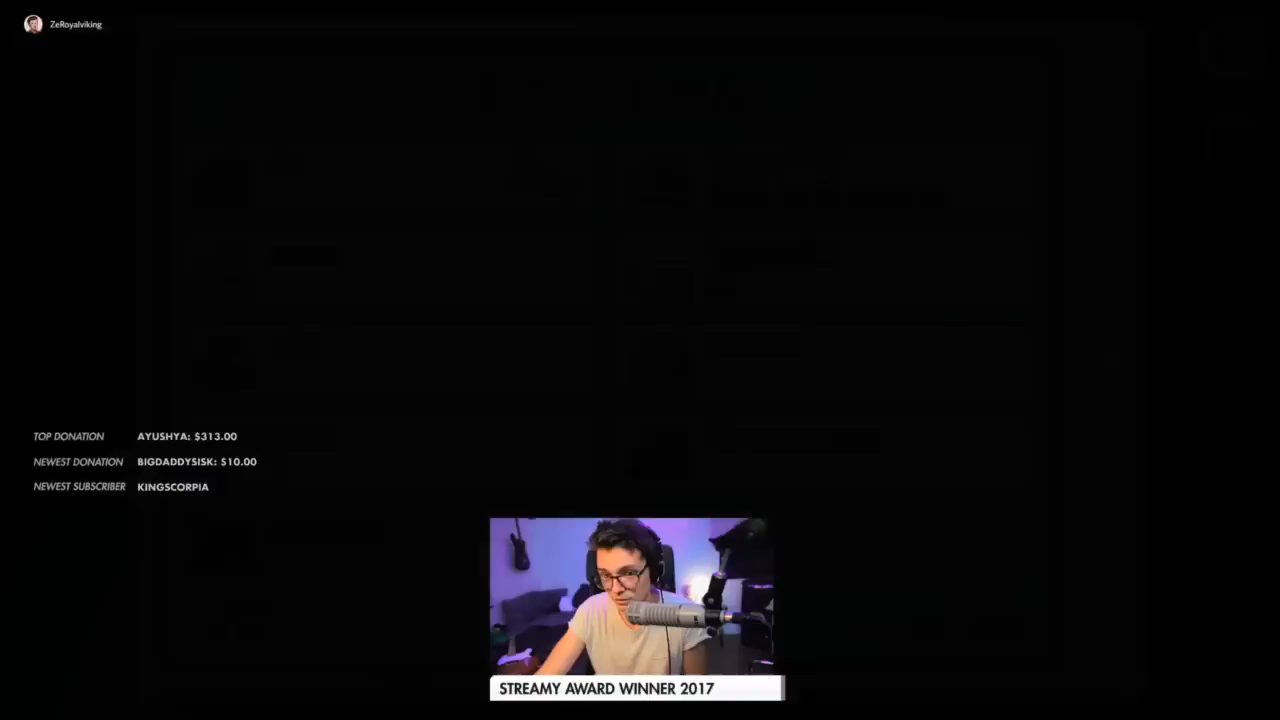 ZeRoyalviking
TOP DONATION AYUSHYA: $313.00
NEWEST DONATION BIGDADDYSISK: $10.00
NEWEST SUBSCRIBER KINGSCORPIA
STREAMY AWARD WINNER 2017